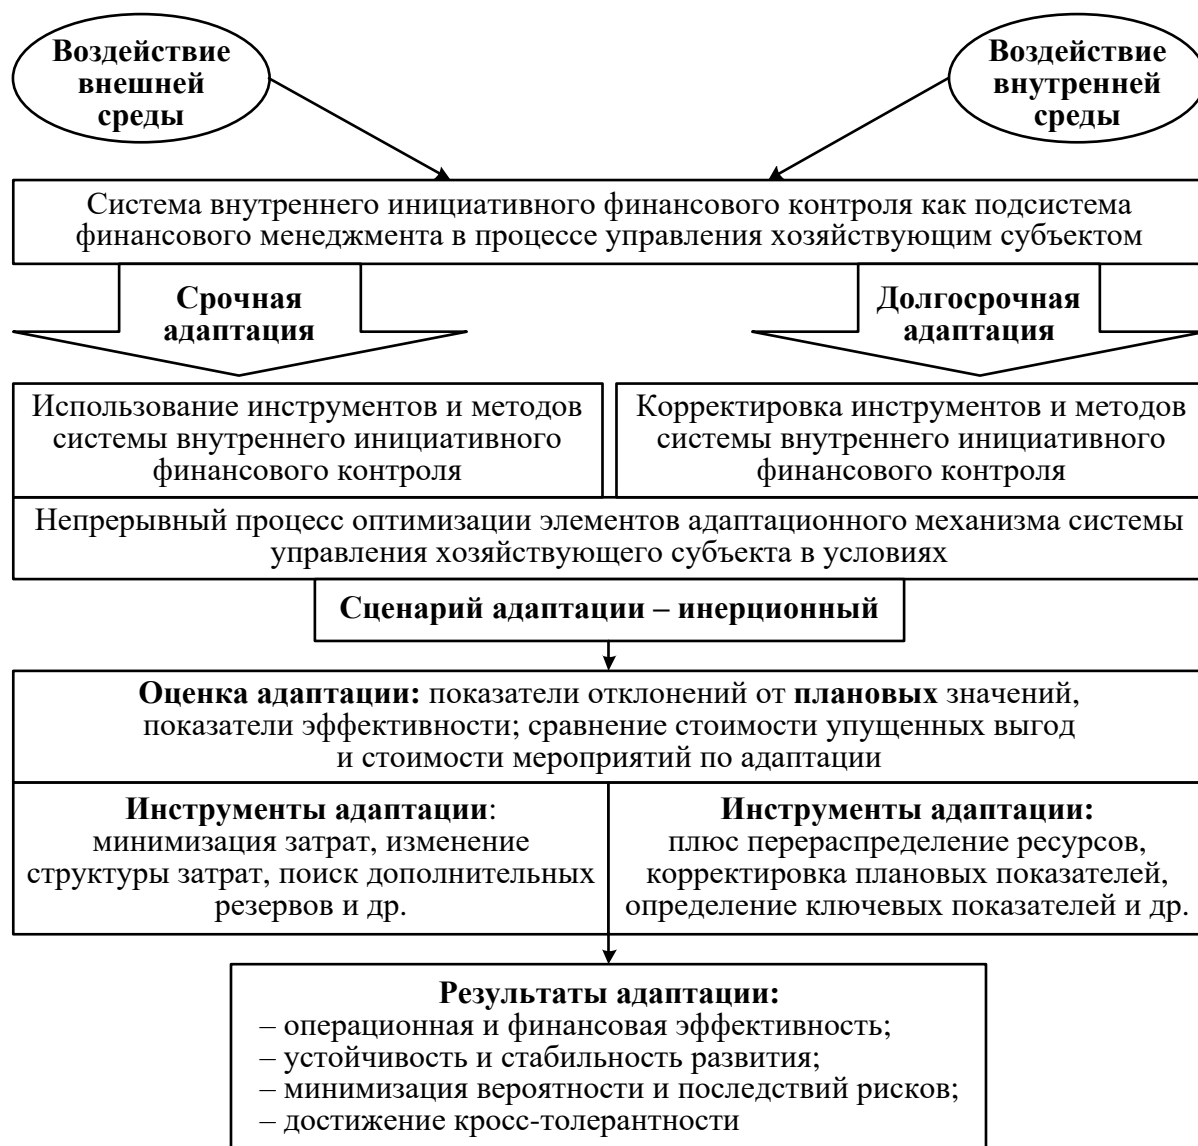 Воздействие
внешней
среды
Воздействие
внутренней
среды
Система внутреннего инициативного финансового контроля как подсистема
финансового менеджмента в процессе управления хозяйствующим субъектом
Срочная
адаптация
Долгосрочная
адаптация
Использование инструментов и методов
системы внутреннего инициативного
финансового контроля
Корректировка инструментов и методов
системы внутреннего инициативного
финансового контроля
Непрерывный процесс оптимизации элементов адаптационного механизма системы
управления хозяйствующего субъекта в условиях
Сценарий адаптации – инерционный
Оценка адаптации: показатели отклонений от плановых значений,
показатели эффективности; сравнение стоимости упущенных выгод
и стоимости мероприятий по адаптации
Инструменты адаптации:
минимизация затрат, изменение
структуры затрат, поиск дополнительных
резервов и др.
Инструменты адаптации:
плюс перераспределение ресурсов,
корректировка плановых показателей,
определение ключевых показателей и др.
Результаты адаптации:
– операционная и финансовая эффективность;
– устойчивость и стабильность развития;
– минимизация вероятности и последствий рисков;
– достижение кросс-толерантности